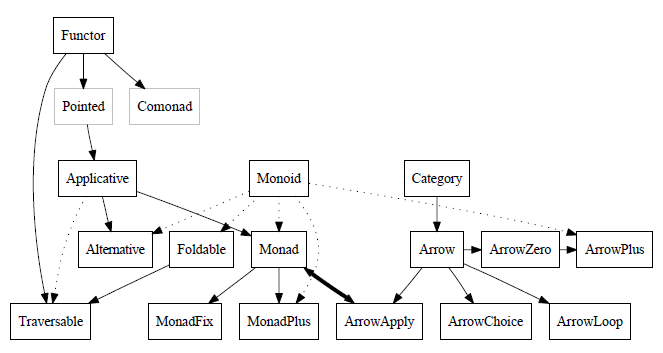 Functor
Pointed
Comonad
Applicative
Monoid
Category
Alternative
Foldable
Monad
Arrow
ArrowZero
ArrowPlus
Traversable
MonadFix
MonadPlus
ArrowApply
ArrowChoice
ArrowLoop